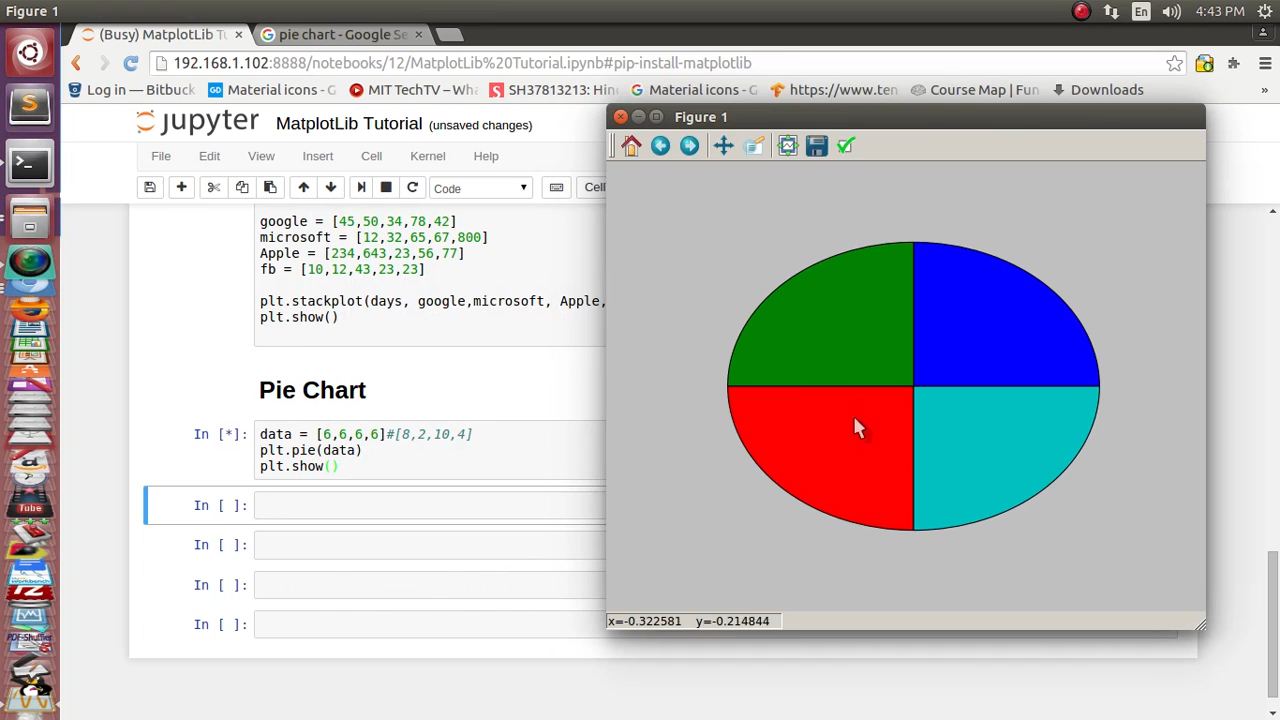 Figure 1
En
4:43 PM
(Busy) MatplotLib Tu
pie chart - Google Se
192.168.1.102:8888/notebooks/12/MatplotLib%20Tutorial.ipynb#pip-install-matplotlib
Log in — Bitbuck
GD Material icons - G
MIT TechTV – Wha
SH37813213: Hin
Material icons - G
https://www.ten
Course Map | Fun
Downloads
»
jupyter MatplotLib Tutorial (unsaved changes)
File Edit View Insert Cell Kernel Help
Code
Cell
google = [45,50,34,78,42]
microsoft = [12,32,65,67,800]
Apple = [234,643,23,56,77]
fb = [10,12,43,23,23]
plt.stackplot(days, google,microsoft, Apple,
plt.show()
Pie Chart
In [*]: data = [6,6,6,6]#[8,2,10,4]
plt.pie(data)
plt.show()
In [ ]:
In [ ]:
In [ ]:
In [ ]:
Figure 1
x=-0.322581 y=-0.214844
Tube
PDF-Shuffler